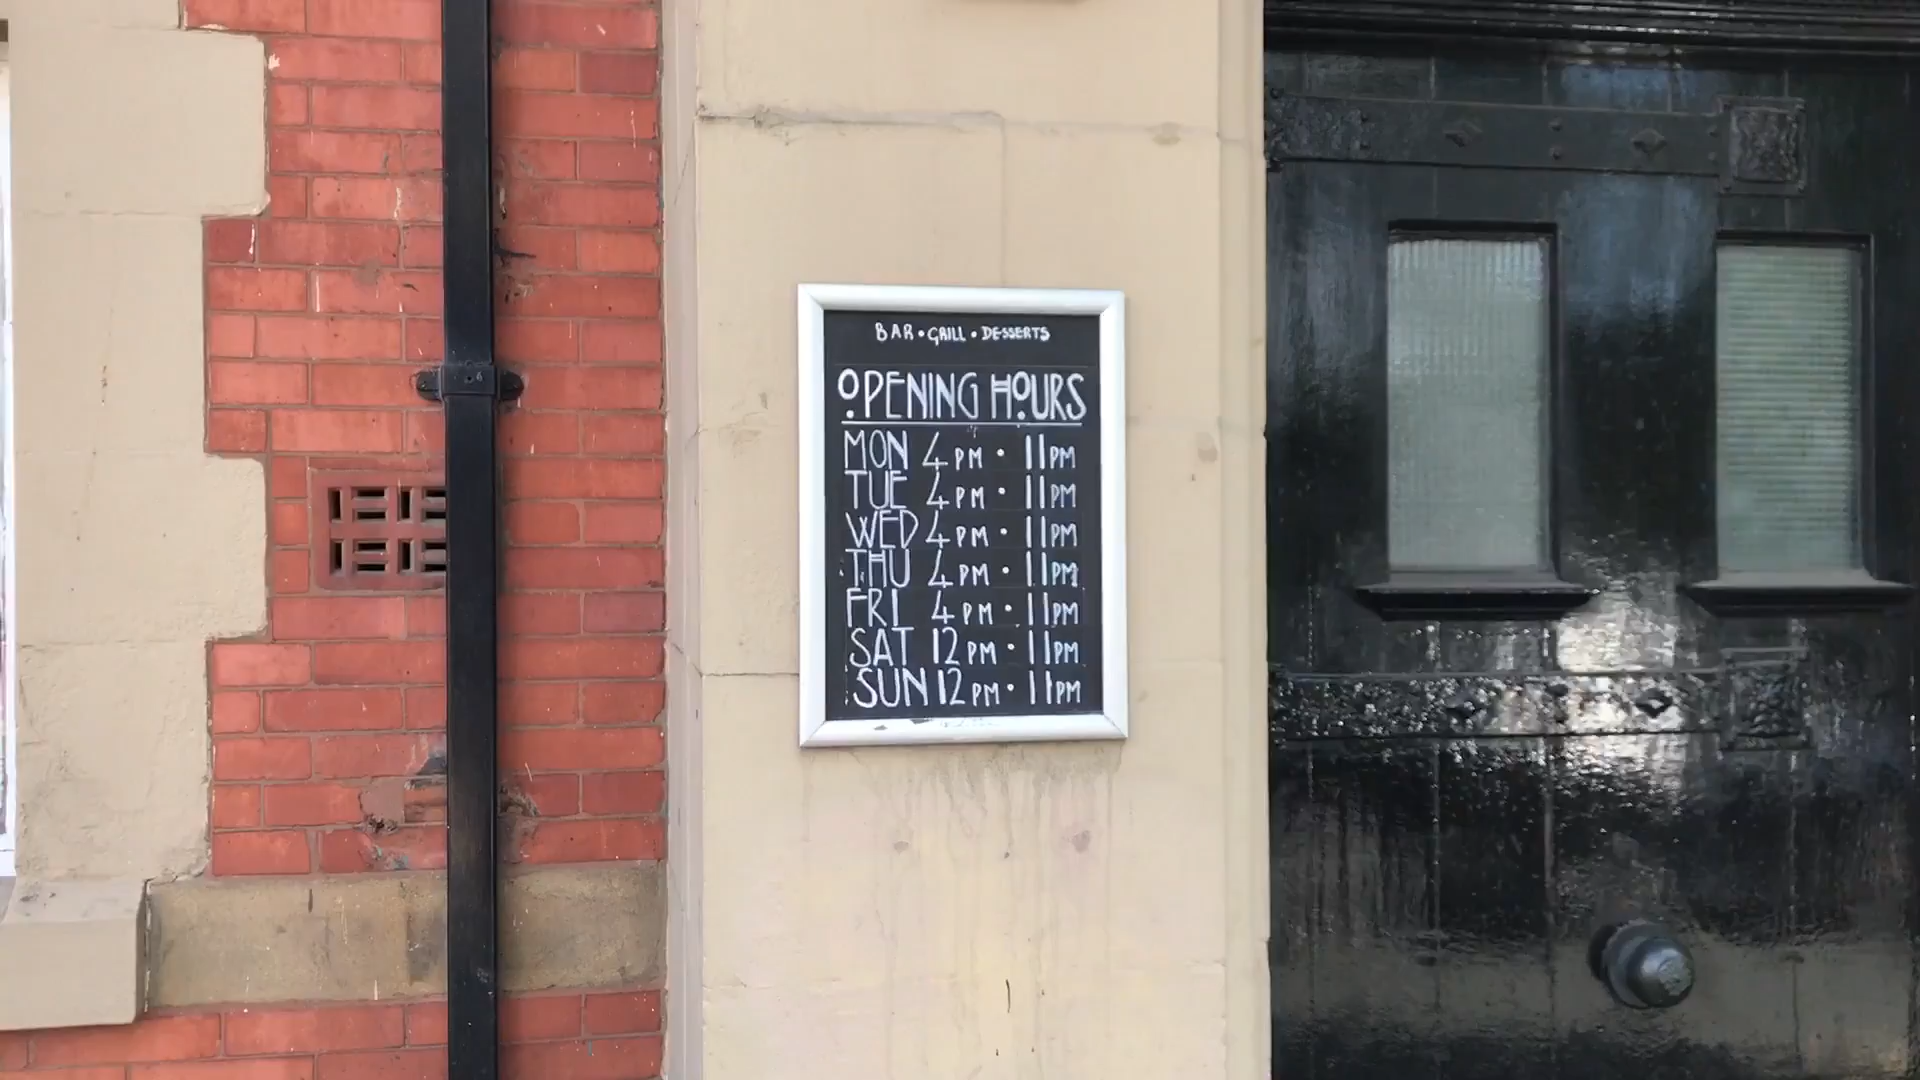 BAR • GRILL • DESSERTS
OPENING HOURS
MON 4PM • 11PM
TUE 4PM • 11PM
WED 4PM • 11PM
THU 4PM • 11PM
FRI 4PM • 11PM
SAT 12PM • 11PM
SUN 12PM • 11PM